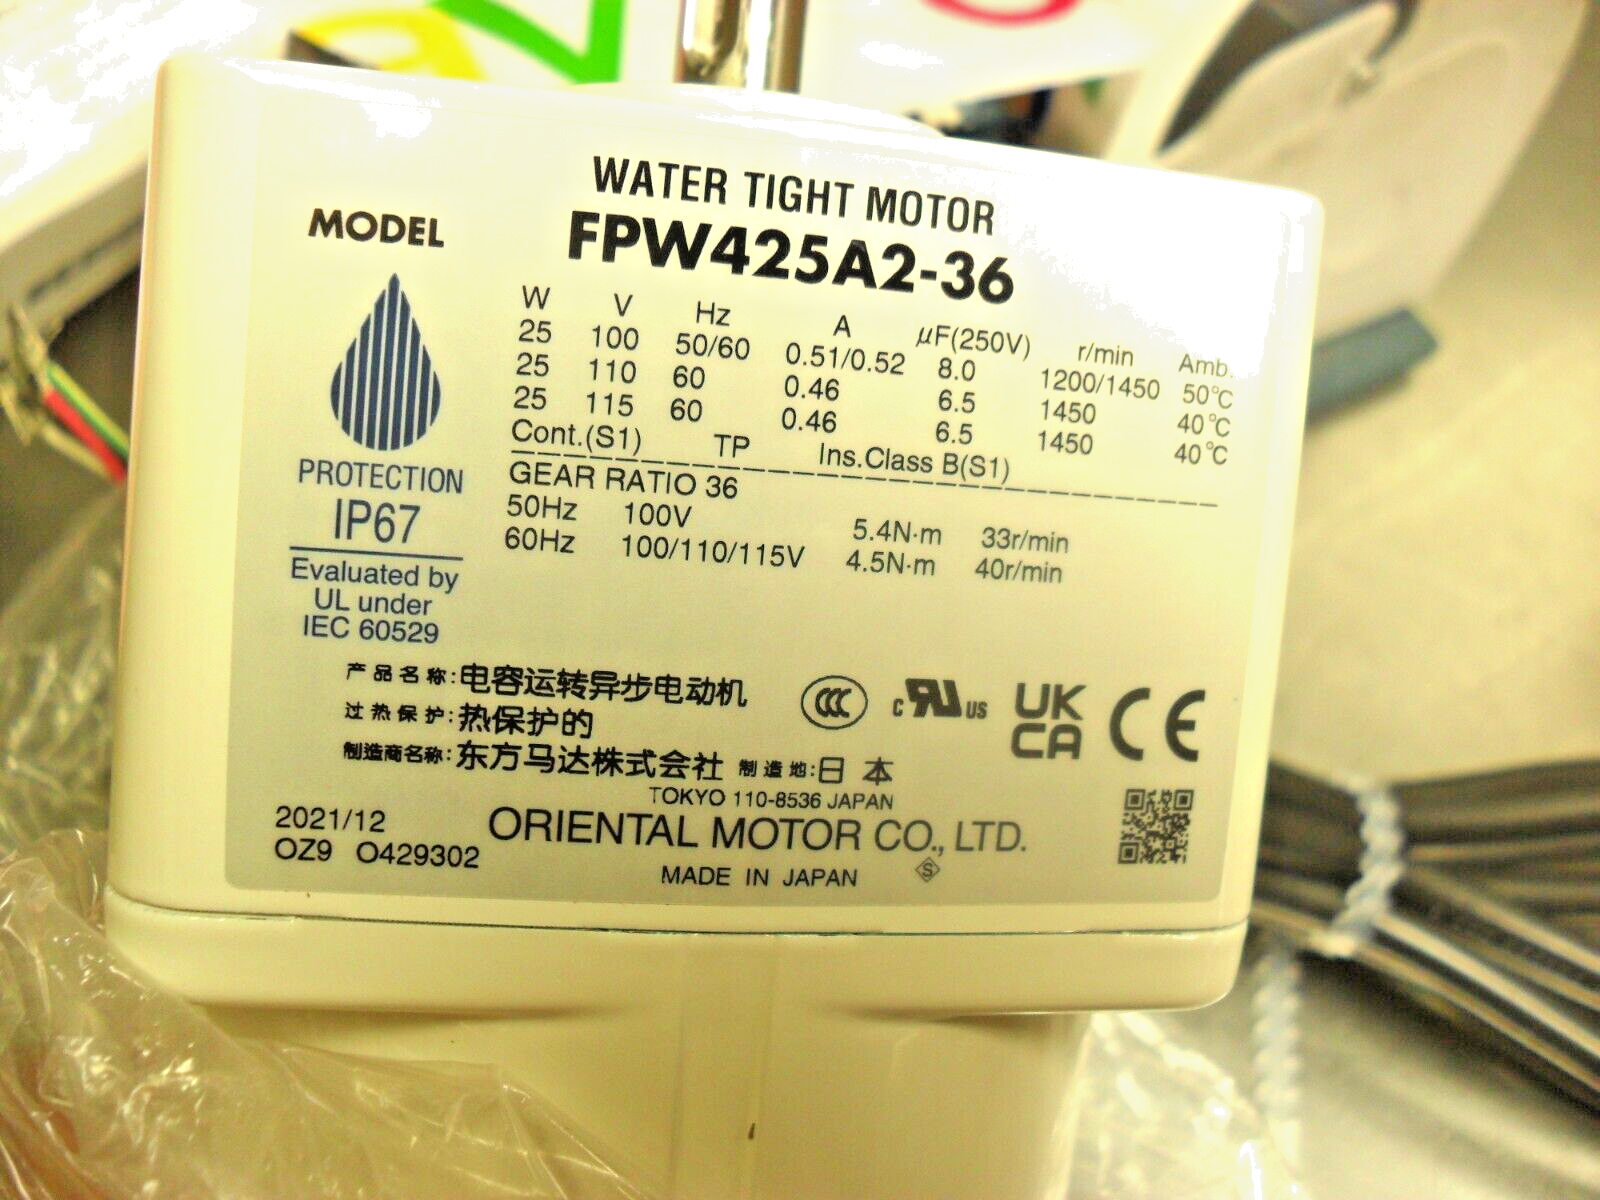 WATER TIGHT MOTOR
MODEL FPW425A2-36
W V Hz A μF(250V) r/min Amb.
25 100 50/60 0.51/0.52 8.0 1200/1450 50℃
25 110 60 0.46 6.5 1450 40℃
25 115 60 0.46 6.5 1450 40℃
Cont.(S1) TP Ins.Class B(S1)
GEAR RATIO 36
50Hz 100V 5.4N·m 33r/min
60Hz 100/110/115V 4.5N·m 40r/min
PROTECTION
IP67
Evaluated by
UL under
IEC 60529
产品名称:电容运转异步电动机
过热保护:热保护的
制造商名称:东方马达株式会社 制造地:日本
CCC c RU US UK CA CE
TOKYO 110-8536 JAPAN
2021/12 ORIENTAL MOTOR CO., LTD.
OZ9 O429302
MADE IN JAPAN S